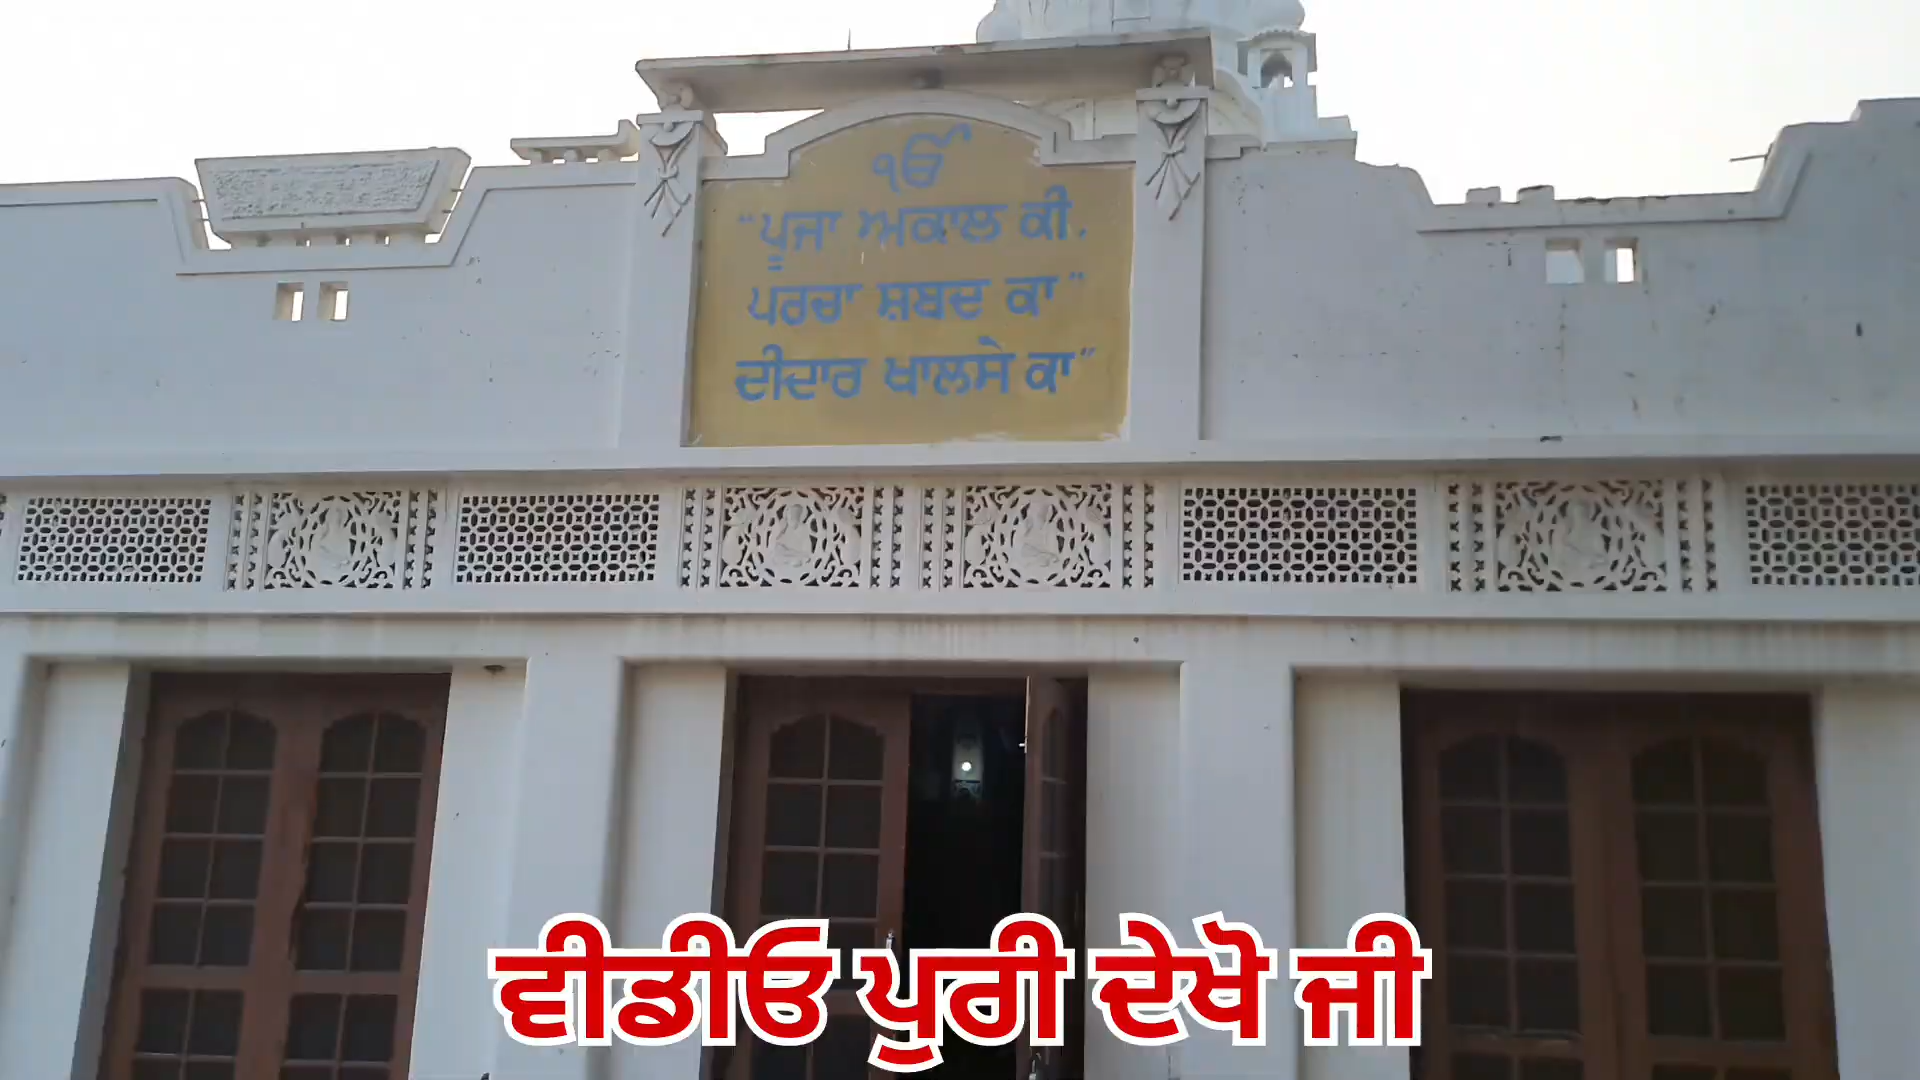 ੴ
"ਪੂਜਾ ਅਕਾਲ ਕੀ.
ਪਰਚਾ ਸ਼ਬਦ ਕਾ"
ਦੀਦਾਰ ਖਾਲਸੇ ਕਾ"
ਵੀਡੀਓ ਪੂਰੀ ਦੇਖੋ ਜੀ